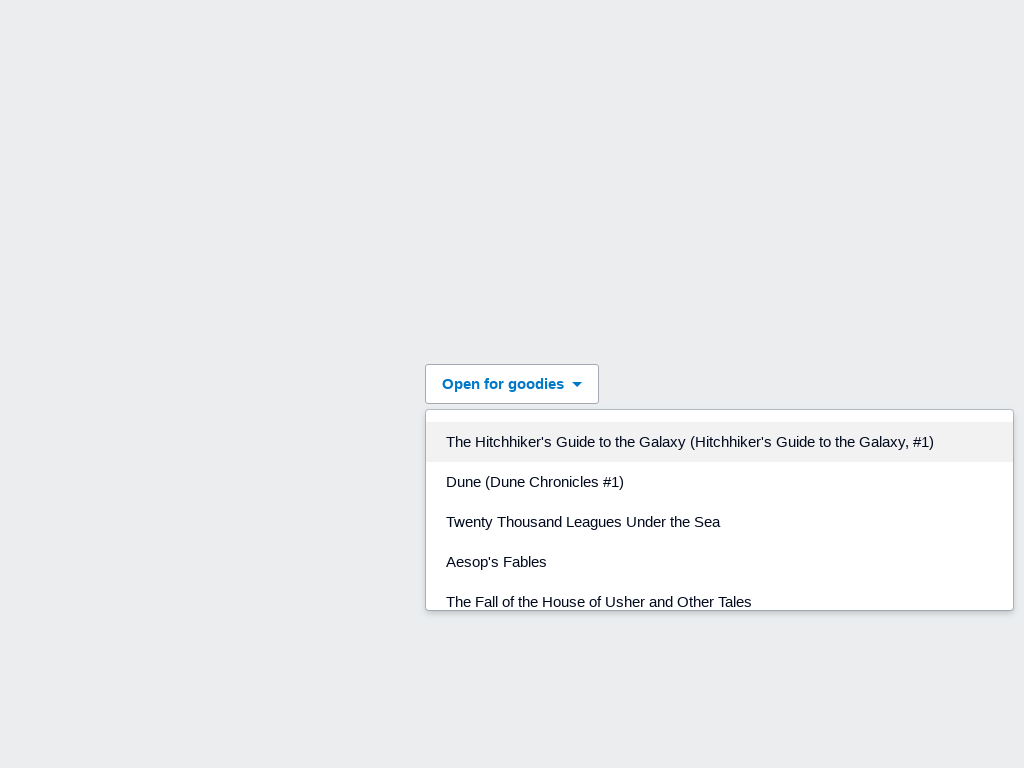 Open for goodies
The Hitchhiker's Guide to the Galaxy (Hitchhiker's Guide to the Galaxy, #1)
Dune (Dune Chronicles #1)
Twenty Thousand Leagues Under the Sea
Aesop's Fables
The Fall of the House of Usher and Other Tales